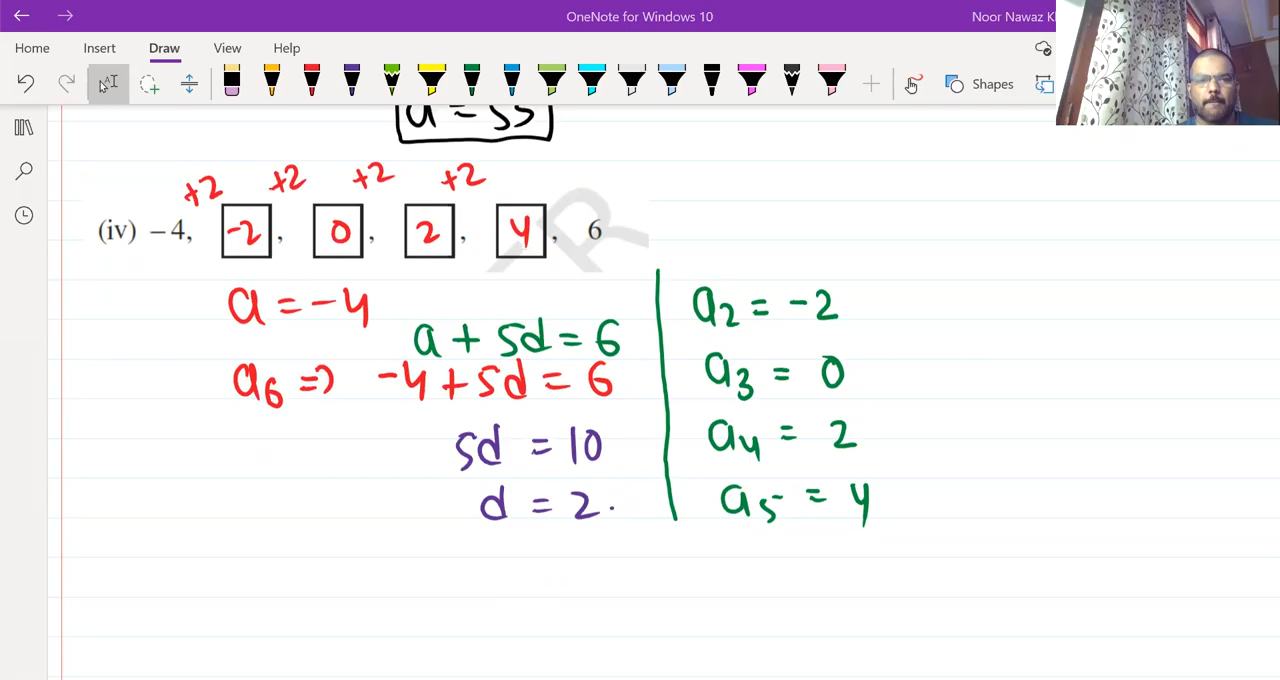 OneNote for Windows 10
Noor Nawaz K
Home Insert Draw View Help
Shapes
a = 55
+2 +2 +2 +2
(iv) – 4, -2, 0, 2, 4, 6
a = -4
a + 5d = 6
a6 => -4 + 5d = 6
5d = 10
d = 2.
a2 = -2
a3 = 0
a4 = 2
a5 = 4